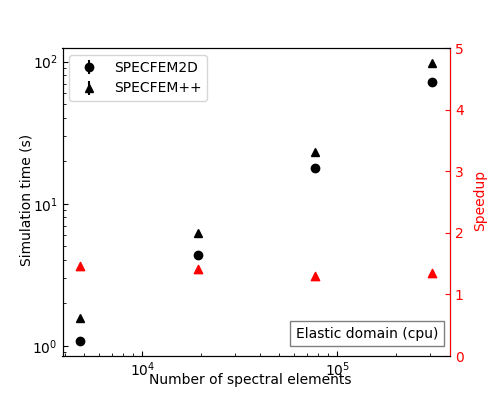 SPECFEM2D
SPECFEM++
10²
10¹
10⁰
Simulation time (s)
5
4
3
2
1
0
Speedup
Elastic domain (cpu)
10⁴
10⁵
Number of spectral elements